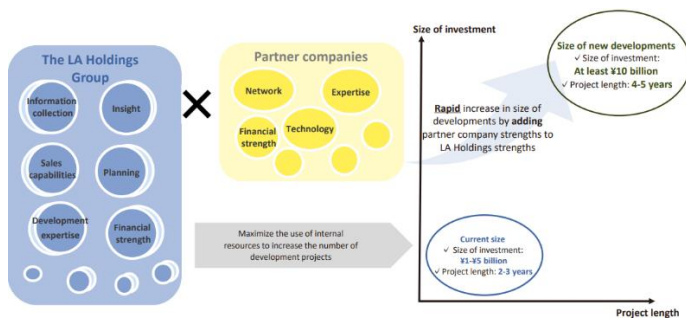 The LA Holdings
Group
Information
collection
Insight
Sales
capabilities
Planning
Development
expertise
Financial
strength
Partner companies
Network
Expertise
Financial
strength
Technology
Maximize the use of internal
resources to increase the number of
development projects
Size of investment
Rapid increase in size of
developments by adding
partner company strengths to
LA Holdings strengths
Size of new developments
✓ Size of investment:
At least ¥10 billion
✓ Project length: 4-5 years
Current size
✓ Size of investment:
¥1-¥5 billion
✓ Project length: 2-3 years
Project length